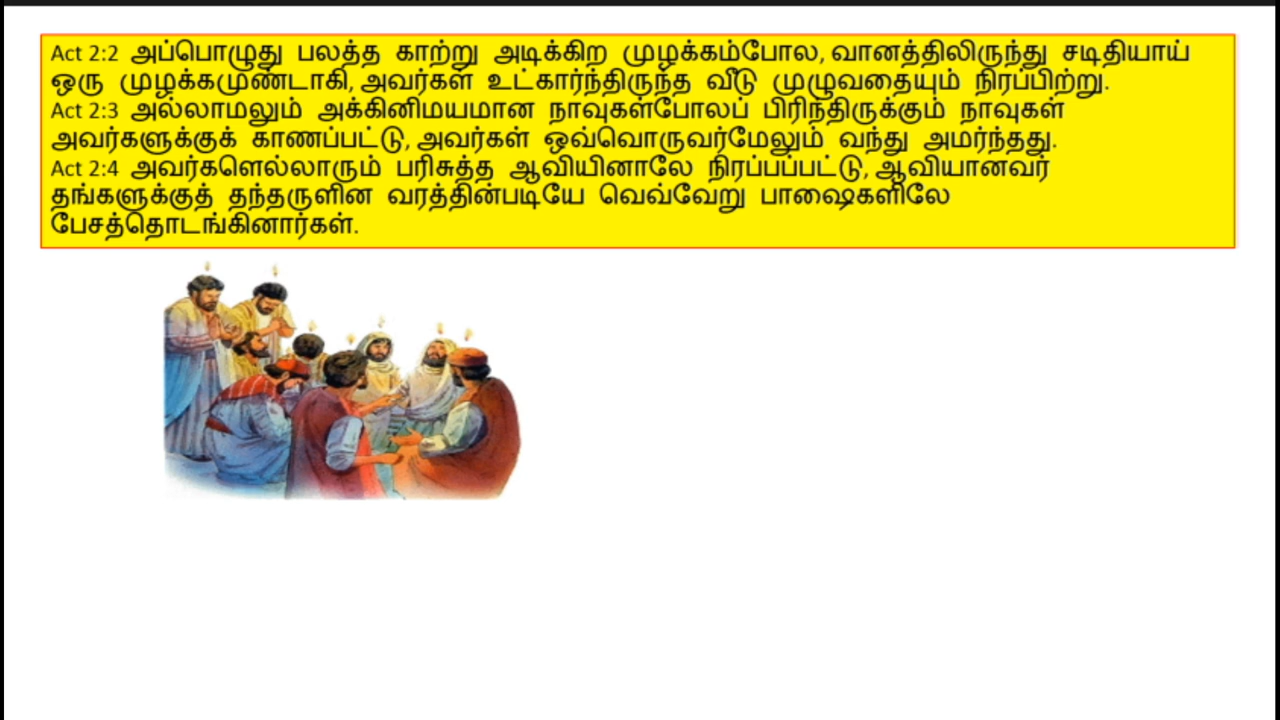 Act 2:2 அப்பொழுது பலத்த காற்று அடிக்கிற முழக்கம்போல, வானத்திலிருந்து சடிதியாய்
ஒரு முழக்கமுண்டாகி, அவர்கள் உட்கார்ந்திருந்த வீடு முழுவதையும் நிரப்பிற்று.
Act 2:3 அல்லாமலும் அக்கினிமயமான நாவுகள்போலப் பிரிந்திருக்கும் நாவுகள்
அவர்களுக்குக் காணப்பட்டு, அவர்கள் ஒவ்வொருவர்மேலும் வந்து அமர்ந்தது.
Act 2:4 அவர்களெல்லாரும் பரிசுத்த ஆவியினாலே நிரப்பப்பட்டு, ஆவியானவர்
தங்களுக்குத் தந்தருளின வரத்தின்படியே வெவ்வேறு பாஷைகளிலே
பேசத்தொடங்கினார்கள்.